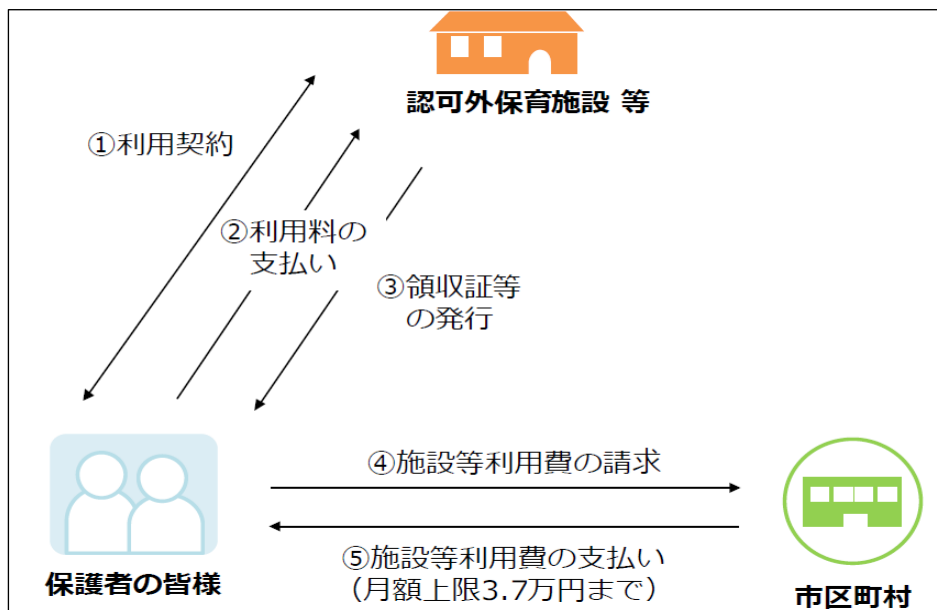 認可外保育施設 等
①利用契約
②利用料の
支払い
③領収証等
の発行
④施設等利用費の請求
⑤施設等利用費の支払い
（月額上限3.7万円まで）
保護者の皆様
市区町村